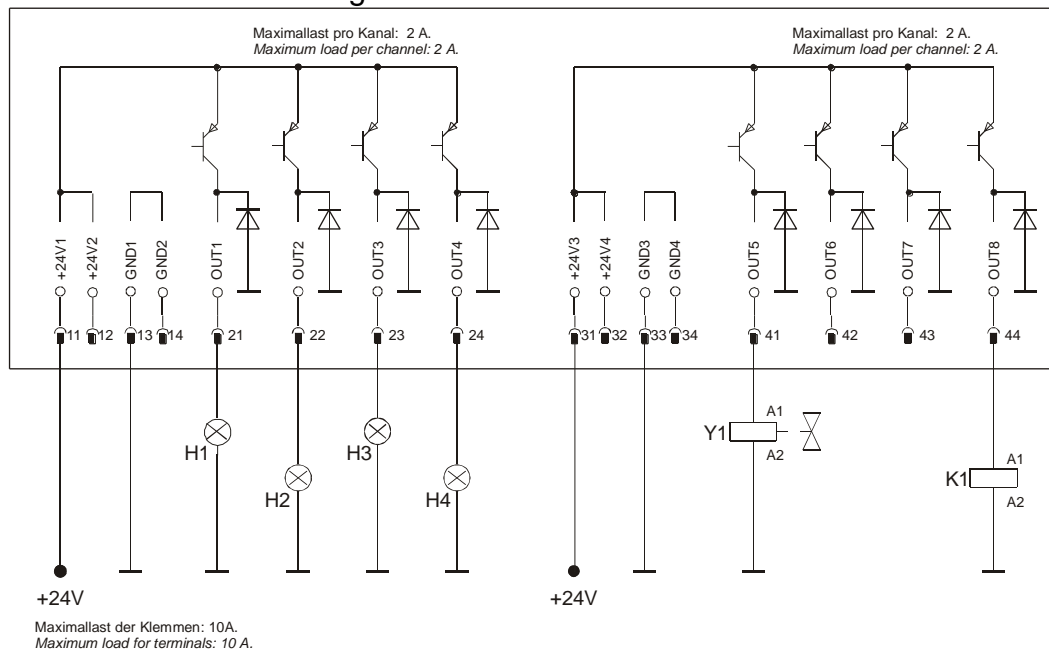 g
Maximallast pro Kanal: 2 A.
Maximum load per channel: 2 A.
Maximallast pro Kanal: 2 A.
Maximum load per channel: 2 A.
+24V1 +24V2 GND1 GND2 OUT1 OUT2 OUT3 OUT4 +24V3 +24V4 GND3 GND4 OUT5 OUT6 OUT7 OUT8
11 12 13 14 21 22 23 24 31 32 33 34 41 42 43 44
H1 H2 H3 H4
Y1 A1 A2
K1 A1 A2
+24V +24V
Maximallast der Klemmen: 10A.
Maximum load for terminals: 10 A.